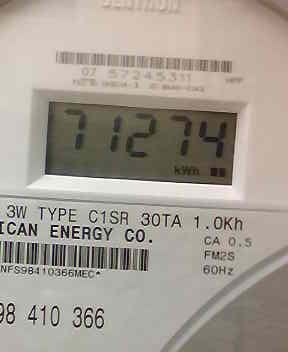 07 57245311
71274
kWh
3W TYPE C1SR 30TA 1.0Kh
ICAN ENERGY CO.
CA 0.5
FM2S
60Hz
NFS98410366MEC*
98 410 366